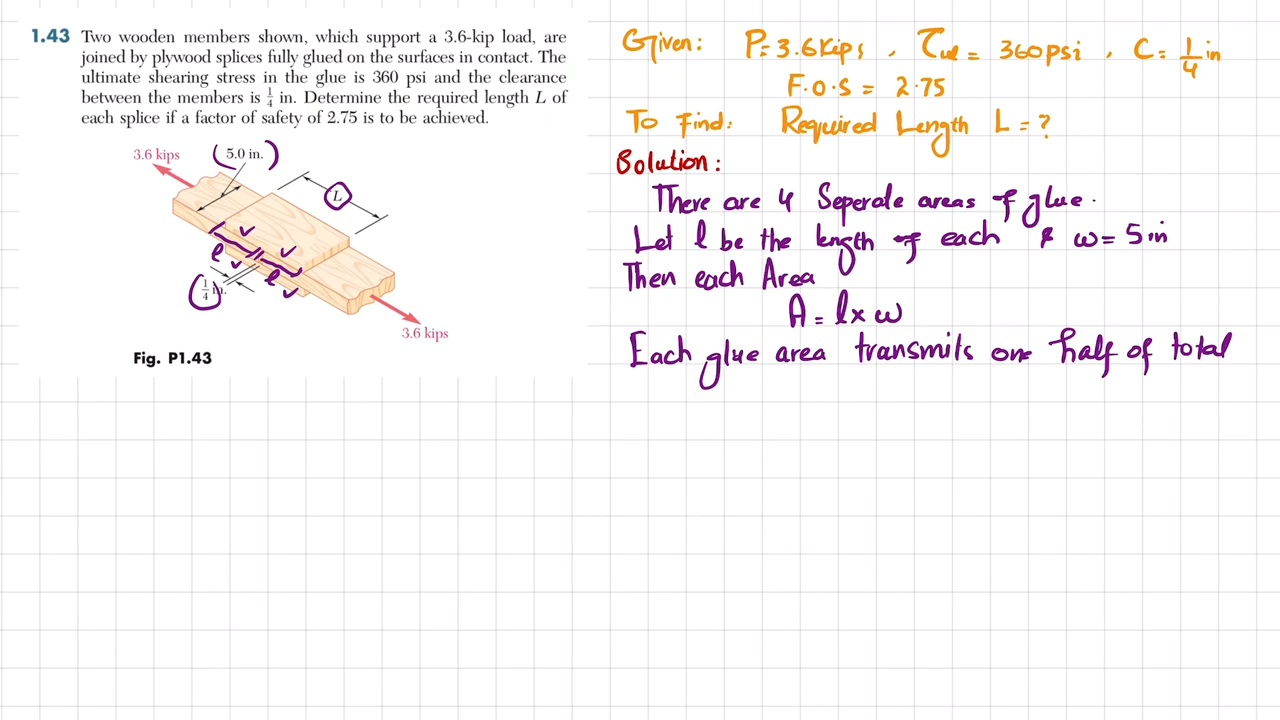 1.43 Two wooden members shown, which support a 3.6-kip load, are
joined by plywood splices fully glued on the surfaces in contact. The
ultimate shearing stress in the glue is 360 psi and the clearance
between the members is 1/4 in. Determine the required length L of
each splice if a factor of safety of 2.75 is to be achieved.
3.6 kips
(5.0 in.)
L
l
l
1/4 in.
3.6 kips
Fig. P1.43
Given: P = 3.6 Kips , τul = 360 psi , C = 1/4 in
F.O.S = 2.75
To Find: Required Length L = ?
Solution:
There are 4 Seperate areas of glue.
Let l be the length of each & w = 5 in
Then each Area
A = l x w
Each glue area transmits one half of total